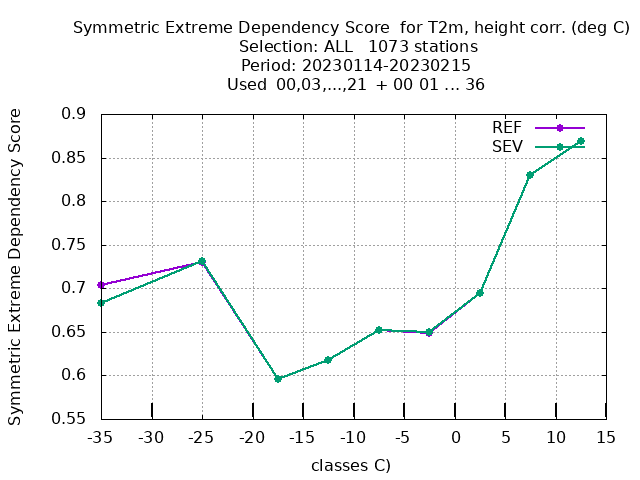 Symmetric Extreme Dependency Score  for T2m, height corr. (deg C)
Selection: ALL   1073 stations
Period: 20230114-20230215
Used  00,03,...,21  + 00 01 ... 36
Symmetric Extreme Dependency Score
0.9
0.85
0.8
0.75
0.7
0.65
0.6
0.55
REF
SEV
-35 -30 -25 -20 -15 -10 -5 0 5 10 15
classes C)